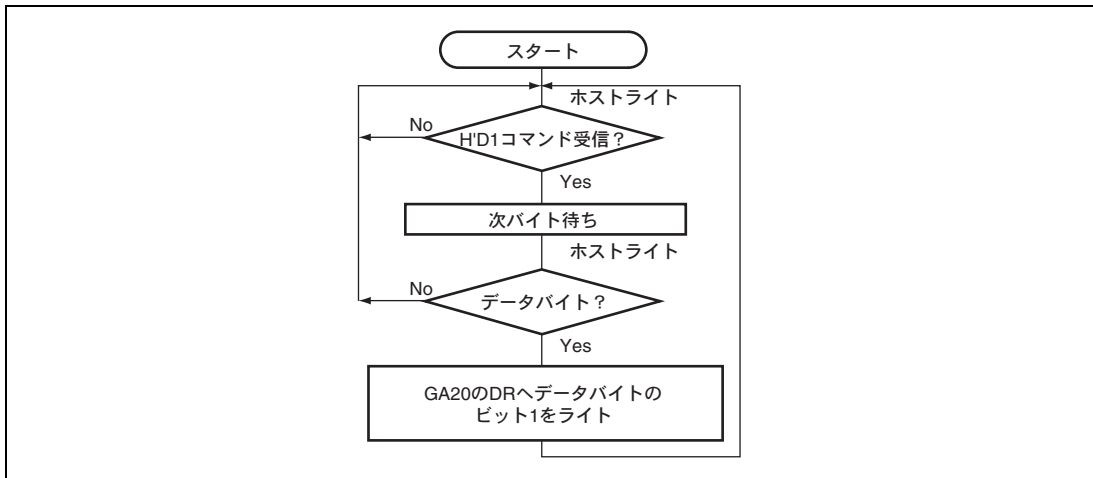 スタート
ホストライト
No
H'D1コマンド受信？
Yes
次バイト待ち
ホストライト
No
データバイト？
Yes
GA20のDRへデータバイトの
ビット1をライト